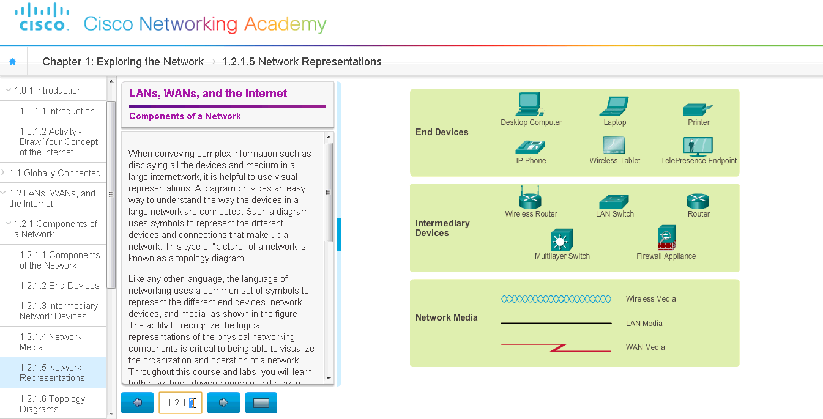 cisco.
Cisco Networking Academy
Chapter 1: Exploring the Network
1.2.1.5 Network Representations
1.0.1 Introduction
1.0.1.1 Introduction
1.0.1.2 Activity -
Draw Your Concept
of the Internet
1.1 Globally Connected
1.2 LANs, WANs, and
the Internet
1.2.1 Components of
a Network
1.2.1.1 Components
of the Network
1.2.1.2 End Devices
1.2.1.3 Intermediary
Network Devices
1.2.1.4 Network
Media
1.2.1.5 Network
Representations
1.2.1.6 Topology
Diagrams
LANs, WANs, and the Internet
Components of a Network
When conveying complex information such as
displaying all the devices and medium in a
large internetwork, it is helpful to use visual
representations. A diagram provides an easy
way to understand the way the devices in a
large network are connected. Such a diagram
uses symbols to represent the different
devices and connections that make up a
network. This type of "picture" of a network is
known as a topology diagram.
Like any other language, the language of
networking uses a common set of symbols to
represent the different end devices, network
devices, and media, as shown in the figure.
The ability to recognize the logical
representations of the physical networking
components is critical to being able to visualize
the organization and operation of a network.
Throughout this course and labs, you will learn
1.2.1
End Devices
Desktop Computer
Laptop
Printer
IP Phone
Wireless Tablet
TelePresence Endpoint
Intermediary
Devices
Wireless Router
LAN Switch
Router
Multilayer Switch
Firewall Appliance
Network Media
Wireless Media
LAN Media
WAN Media